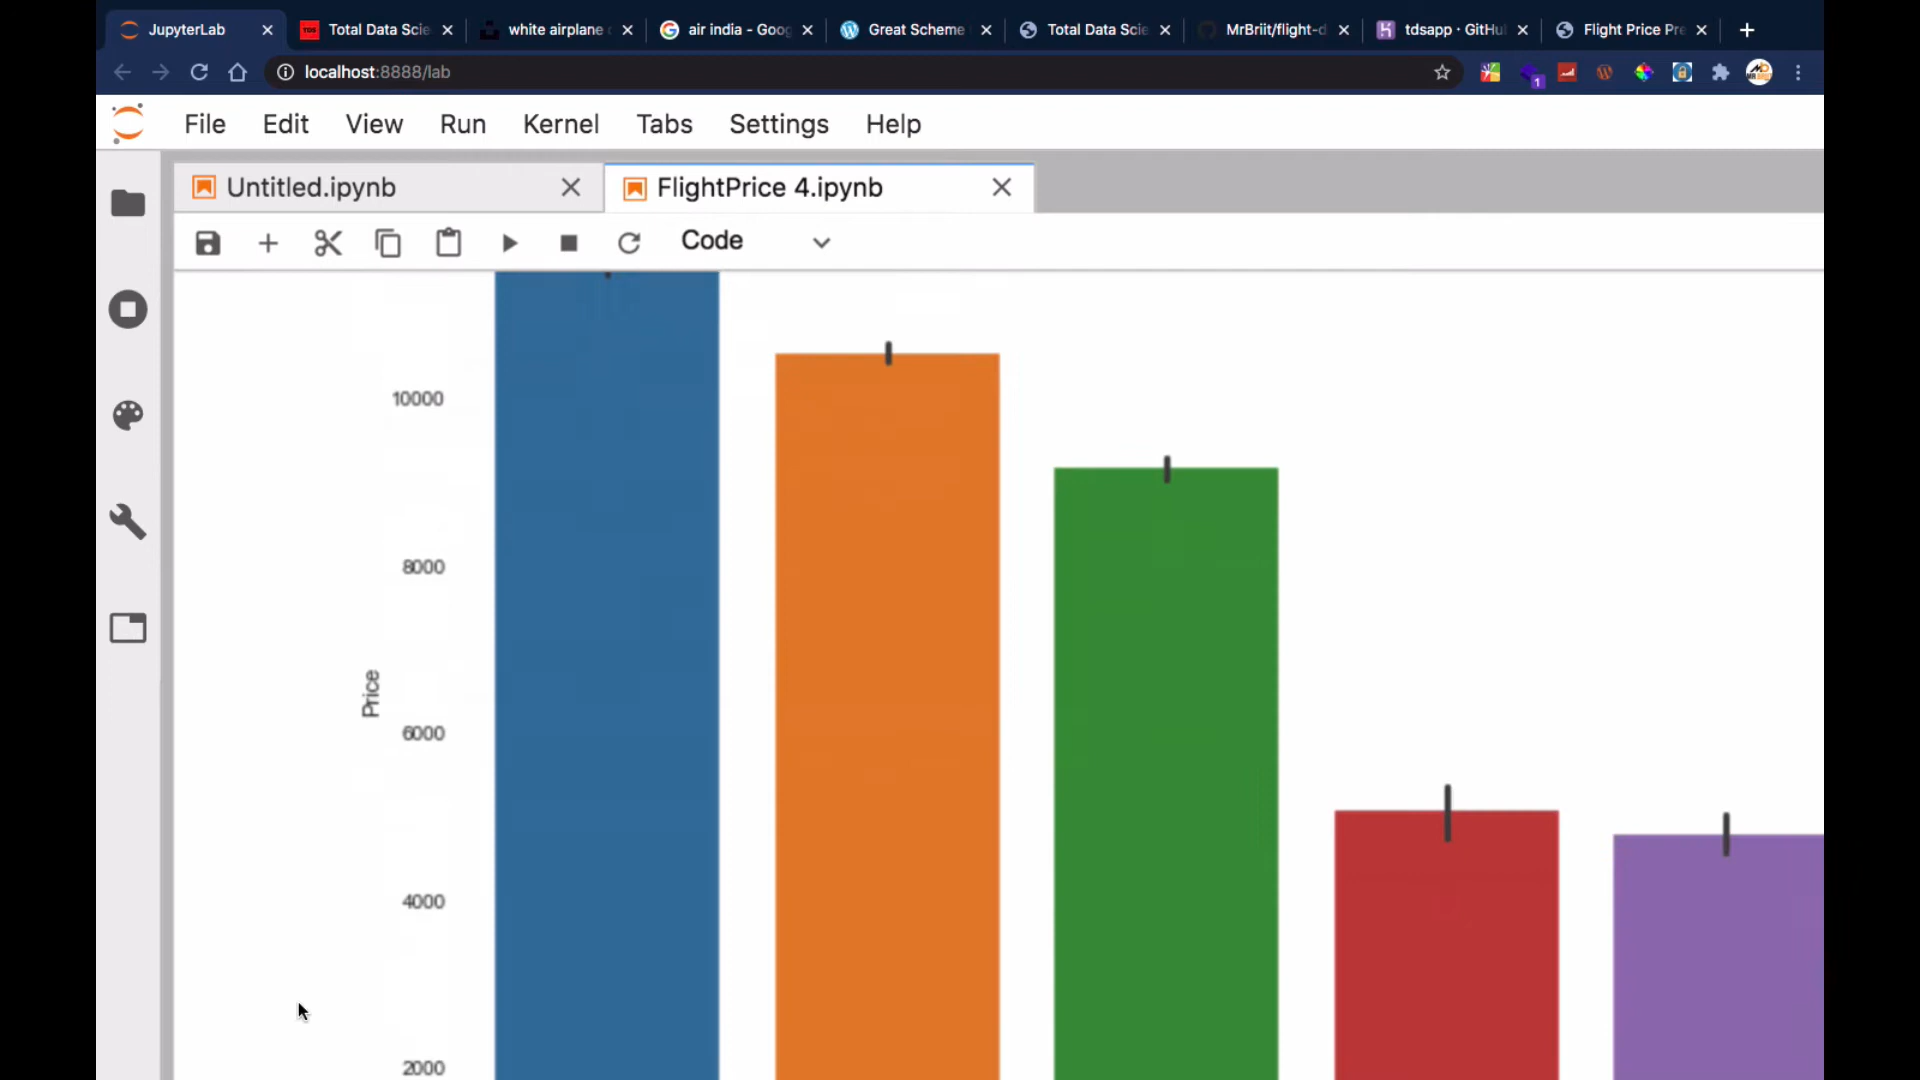 JupyterLab
Total Data Scie
white airplane
air india - Goog
Great Scheme
Total Data Scie
MrBriit/flight-d
tdsapp · GitHu
Flight Price Pre
localhost:8888/lab
1
File Edit View Run Kernel Tabs Settings Help
Untitled.ipynb
FlightPrice 4.ipynb
Code
10000
8000
Price
6000
4000
2000